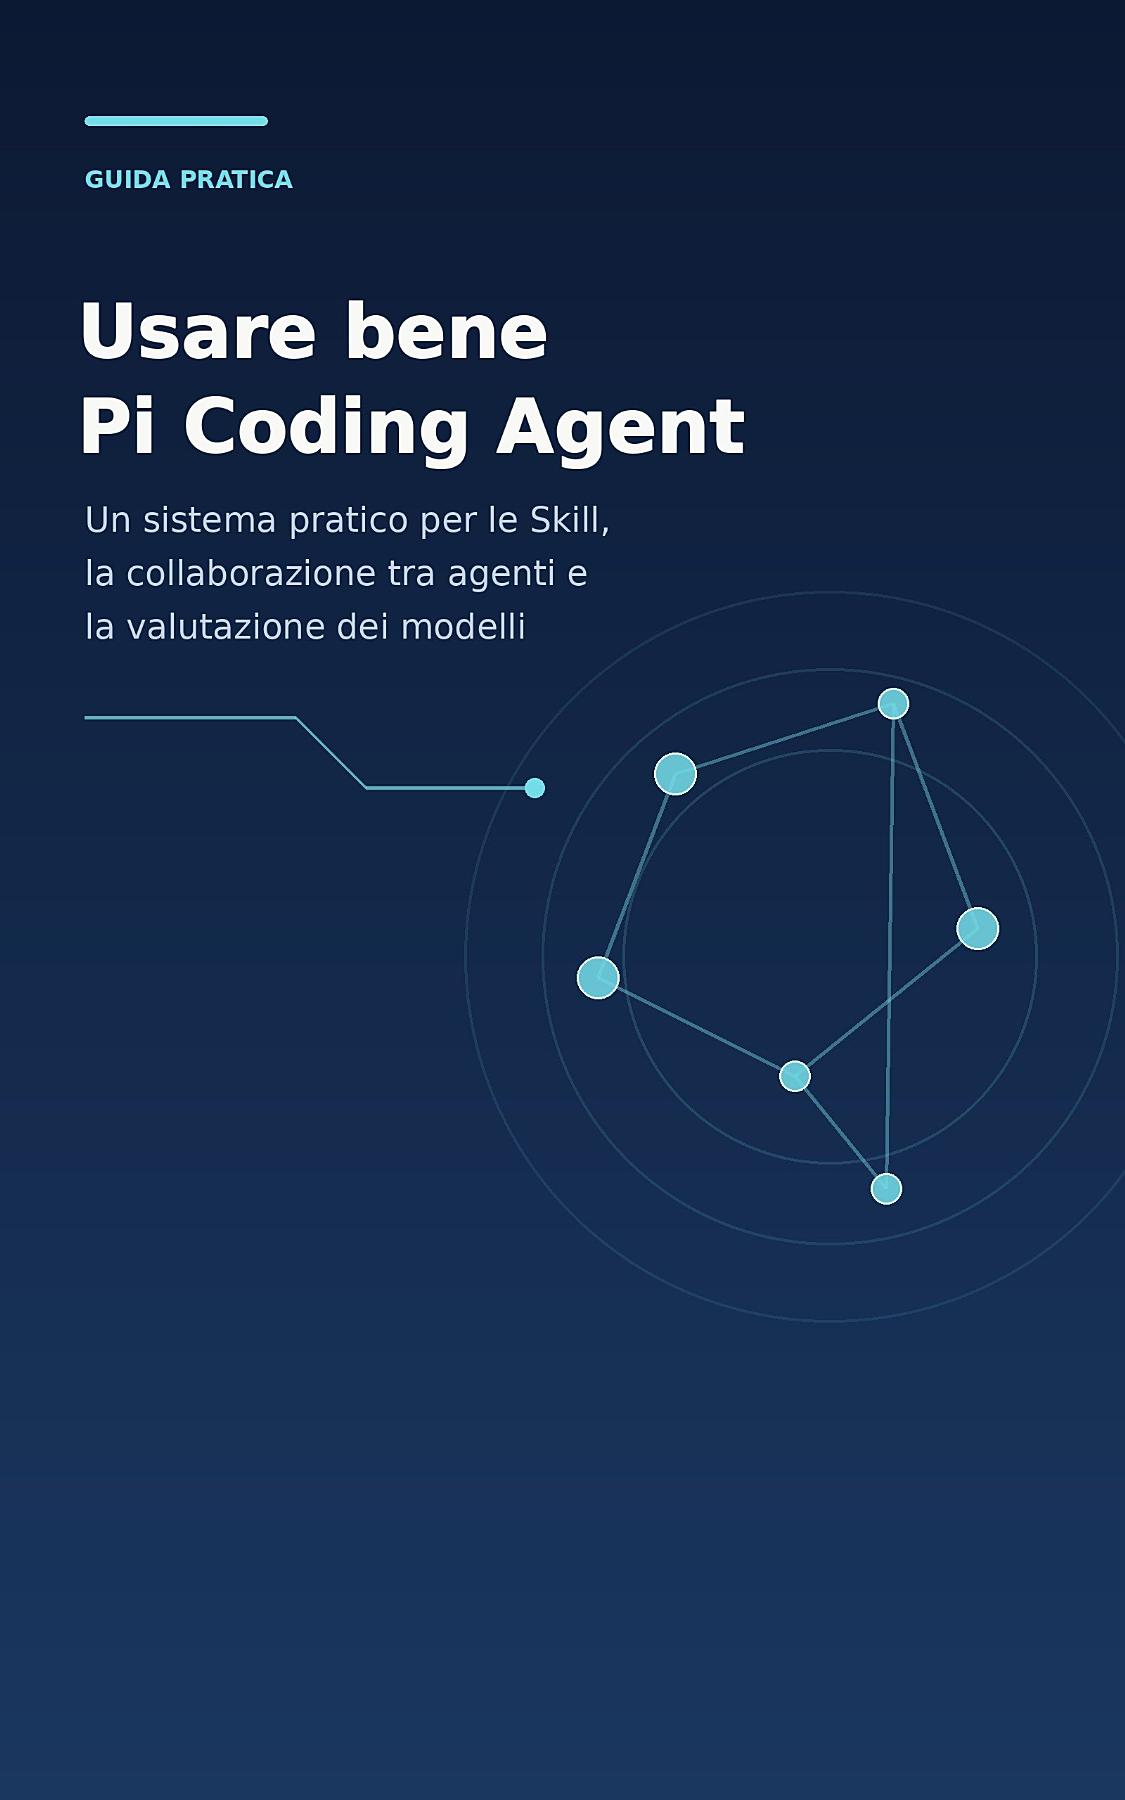 GUIDA PRATICA
Usare bene
Pi Coding Agent
Un sistema pratico per le Skill,
la collaborazione tra agenti e
la valutazione dei modelli